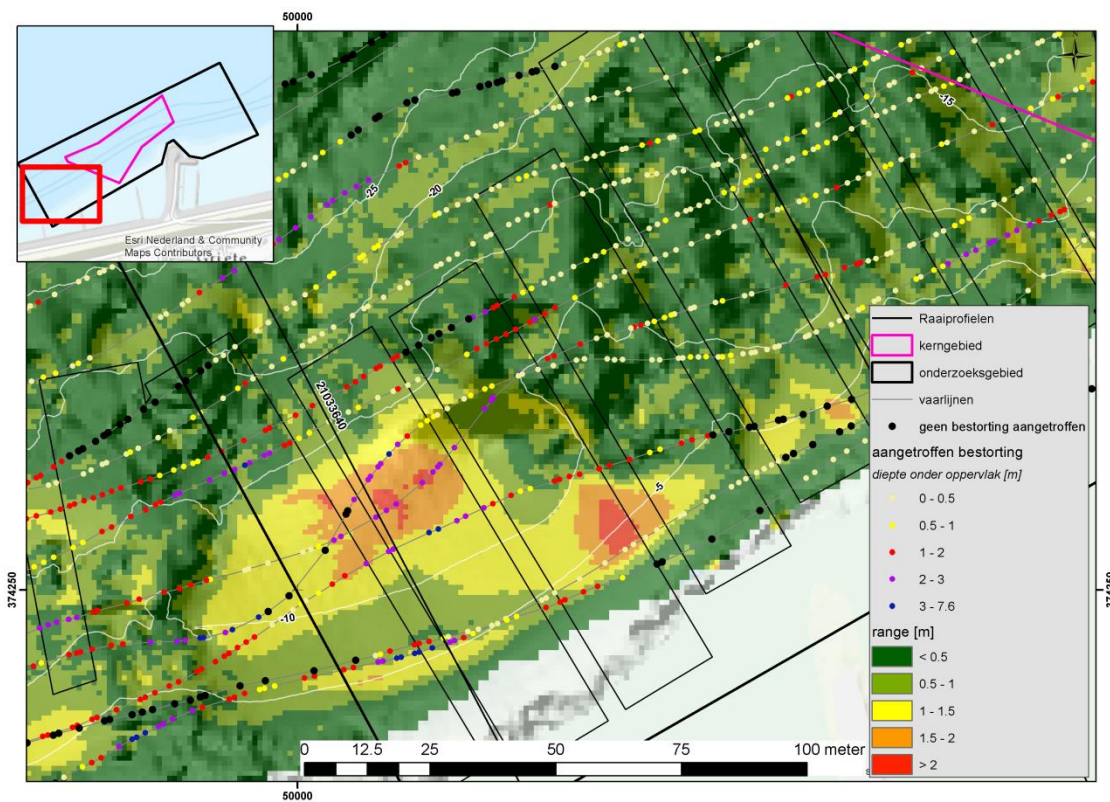 50000
Esri Nederland & Community
Maps Contributors
Griete
-15
-25
-20
21033640
-5
-10
374250
374250
Raaiprofielen
kerngebied
onderzoeksgebied
vaarlijnen
geen bestorting aangetroffen
aangetroffen bestorting
diepte onder oppervlak [m]
0 - 0.5
0.5 - 1
1 - 2
2 - 3
3 - 7.6
range [m]
< 0.5
0.5 - 1
1 - 1.5
1.5 - 2
> 2
0 12.5 25 50 75 100 meter
50000